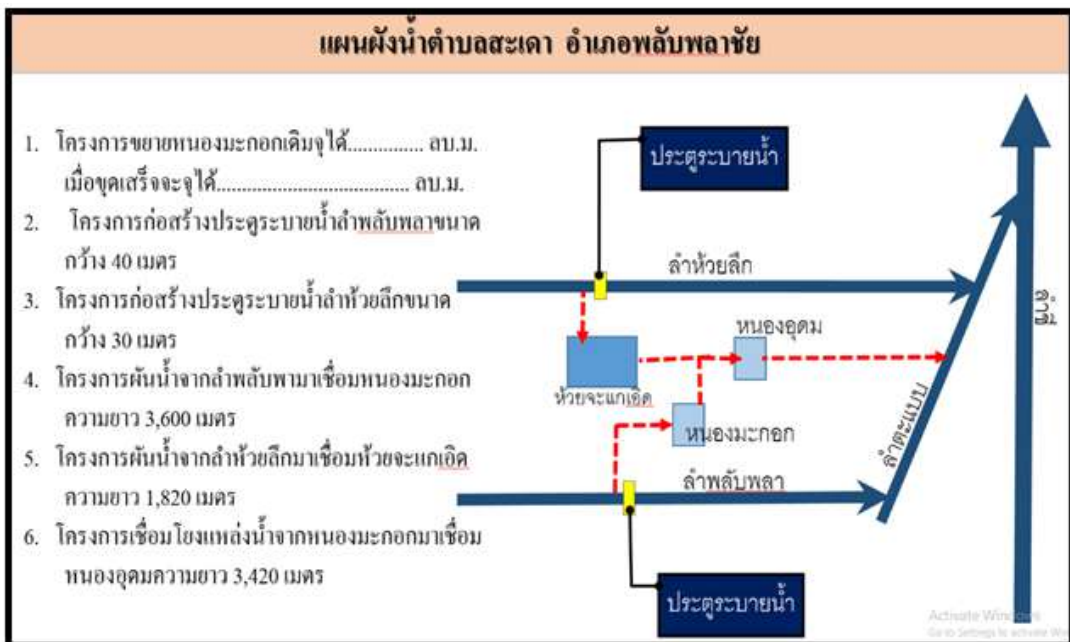 แผนผังน้ำตำบลสะเดา อำเภอพลับพลาชัย
1. โครงการขยายหนองมะกอกเดิมจุได้............... ลบ.ม.
เมื่อขุดเสร็จจะจุได้..................................... ลบ.ม.
2. โครงการก่อสร้างประตูระบายน้ำลำพลับพลาขนาด
กว้าง 40 เมตร
3. โครงการก่อสร้างประตูระบายน้ำลำห้วยลึกขนาด
กว้าง 30 เมตร
4. โครงการผันน้ำจากลำพลับพามาเชื่อมหนองมะกอก
ความยาว 3,600 เมตร
5. โครงการผันน้ำจากลำห้วยลึกมาเชื่อมห้วยจะแกเอิด
ความยาว 1,820 เมตร
6. โครงการเชื่อมโยงแหล่งน้ำจากหนองมะกอกมาเชื่อม
หนองอุดมความยาว 3,420 เมตร
ประตูระบายน้ำ
ลำห้วยลึก
หนองอุดม
ห้วยจะแกเอิด
หนองมะกอก
ลำพลับพลา
ลำตะแบบ
ลำชี
ประตูระบายน้ำ
Activate Windows
Go to Settings to activate Win